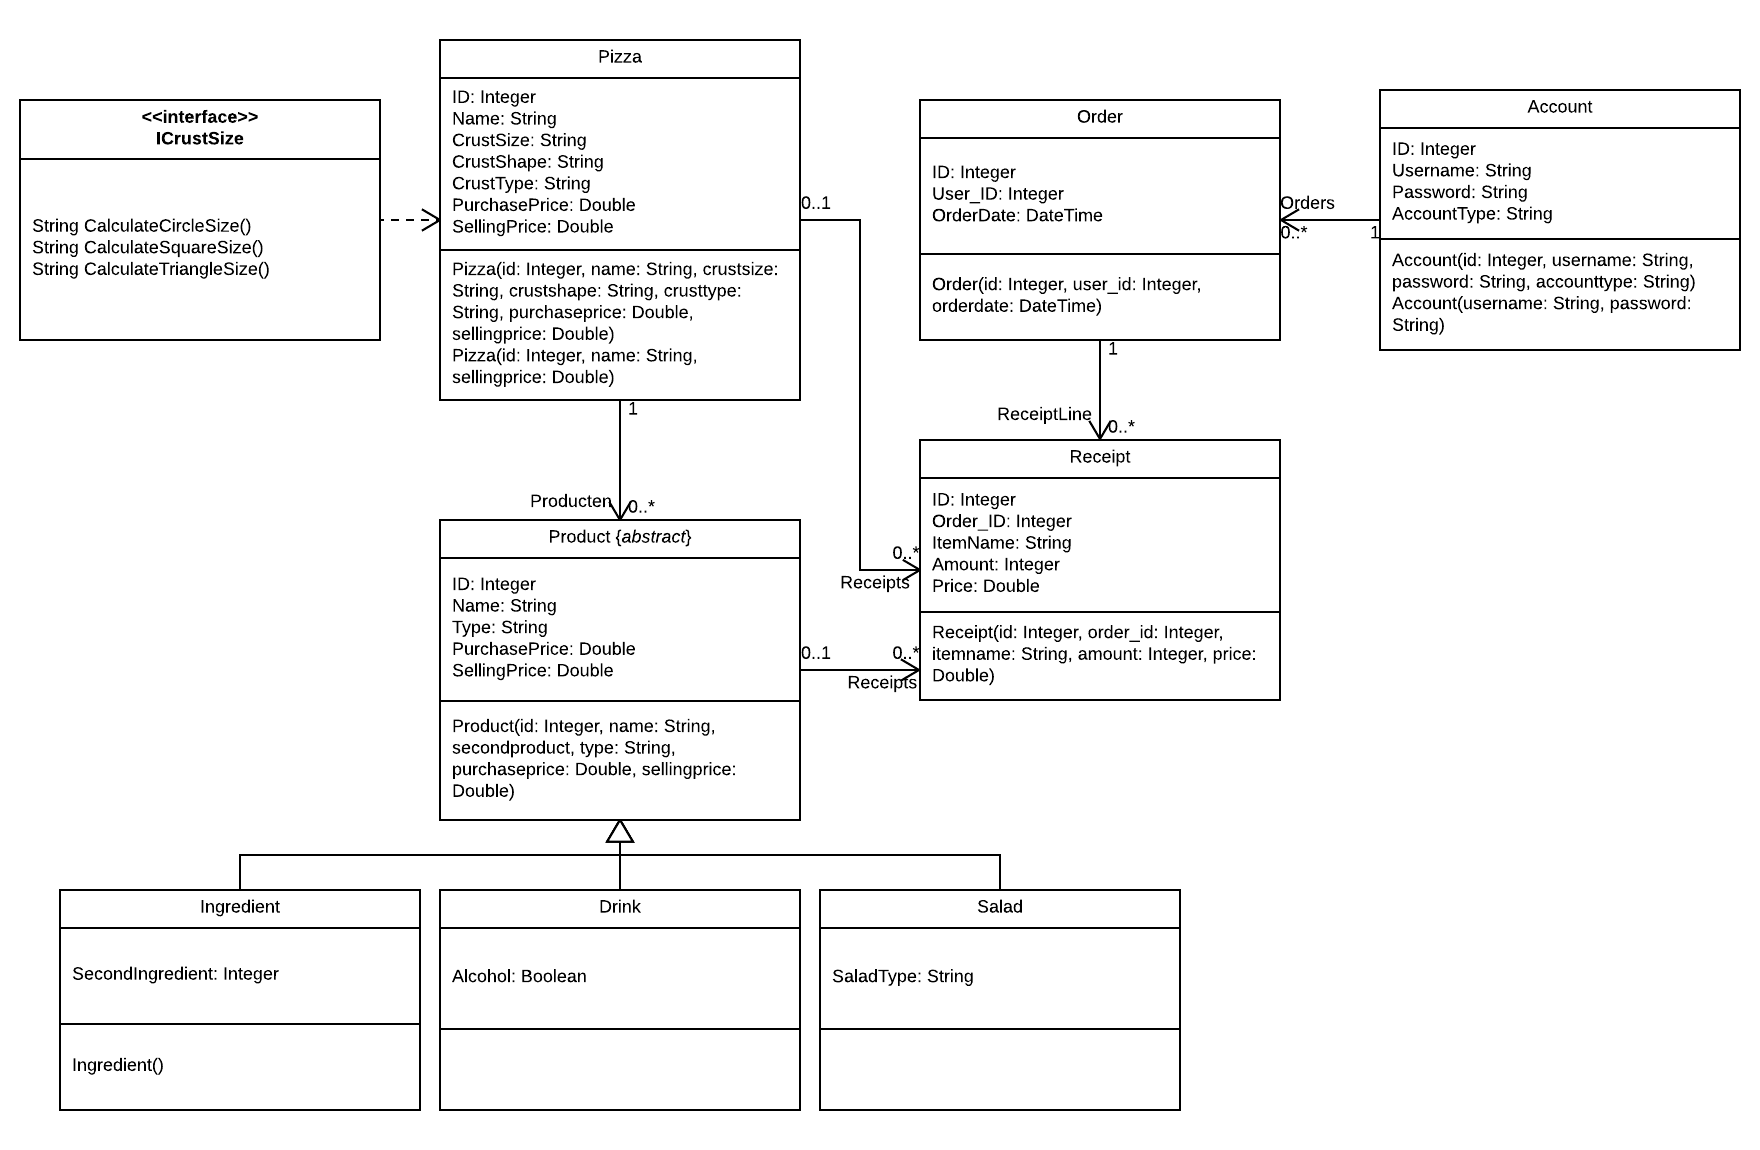 <<interface>>
ICrustSize
String CalculateCircleSize()
String CalculateSquareSize()
String CalculateTriangleSize()
Pizza
ID: Integer
Name: String
CrustSize: String
CrustShape: String
CrustType: String
PurchasePrice: Double
SellingPrice: Double
Pizza(id: Integer, name: String, crustsize:
String, crustshape: String, crusttype:
String, purchaseprice: Double,
sellingprice: Double)
Pizza(id: Integer, name: String,
sellingprice: Double)
0..1
0..*
Receipts
1
Producten
0..*
Order
ID: Integer
User_ID: Integer
OrderDate: DateTime
Order(id: Integer, user_id: Integer,
orderdate: DateTime)
Orders
0..*
1
Account
ID: Integer
Username: String
Password: String
AccountType: String
Account(id: Integer, username: String,
password: String, accounttype: String)
Account(username: String, password:
String)
1
ReceiptLine
0..*
Receipt
ID: Integer
Order_ID: Integer
ItemName: String
Amount: Integer
Price: Double
Receipt(id: Integer, order_id: Integer,
itemname: String, amount: Integer, price:
Double)
Product {abstract}
ID: Integer
Name: String
Type: String
PurchasePrice: Double
SellingPrice: Double
Product(id: Integer, name: String,
secondproduct, type: String,
purchaseprice: Double, sellingprice:
Double)
0..1
0..*
Receipts
Ingredient
SecondIngredient: Integer
Ingredient()
Drink
Alcohol: Boolean
Salad
SaladType: String